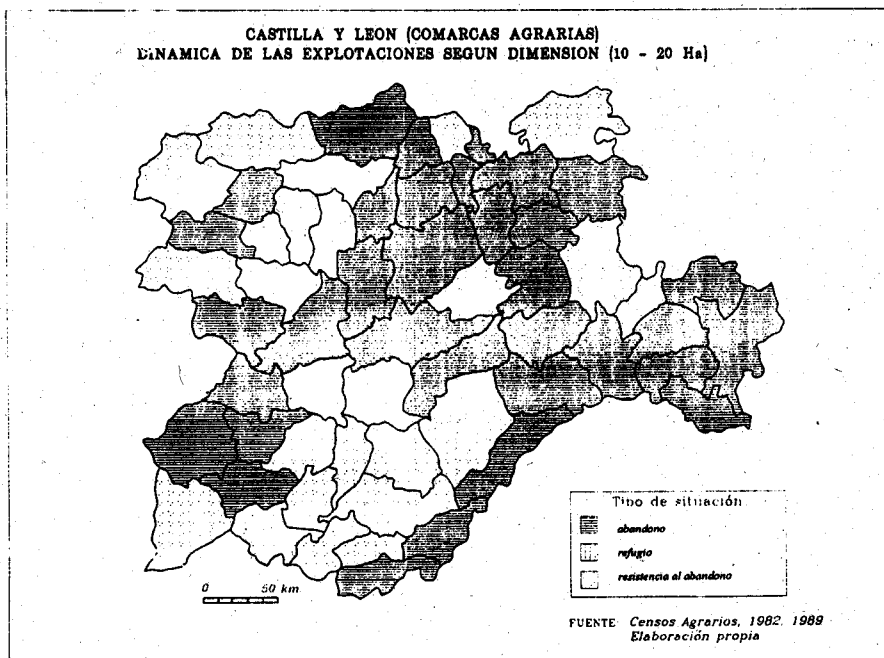 CASTILLA Y LEON (COMARCAS AGRARIAS)
DINAMICA DE LAS EXPLOTACIONES SEGUN DIMENSION (10 - 20 Ha)
Tipo de situación
abandono
refugio
resistencia al abandono
0 50 km
FUENTE Censos Agrarios, 1982, 1989
Elaboración propia